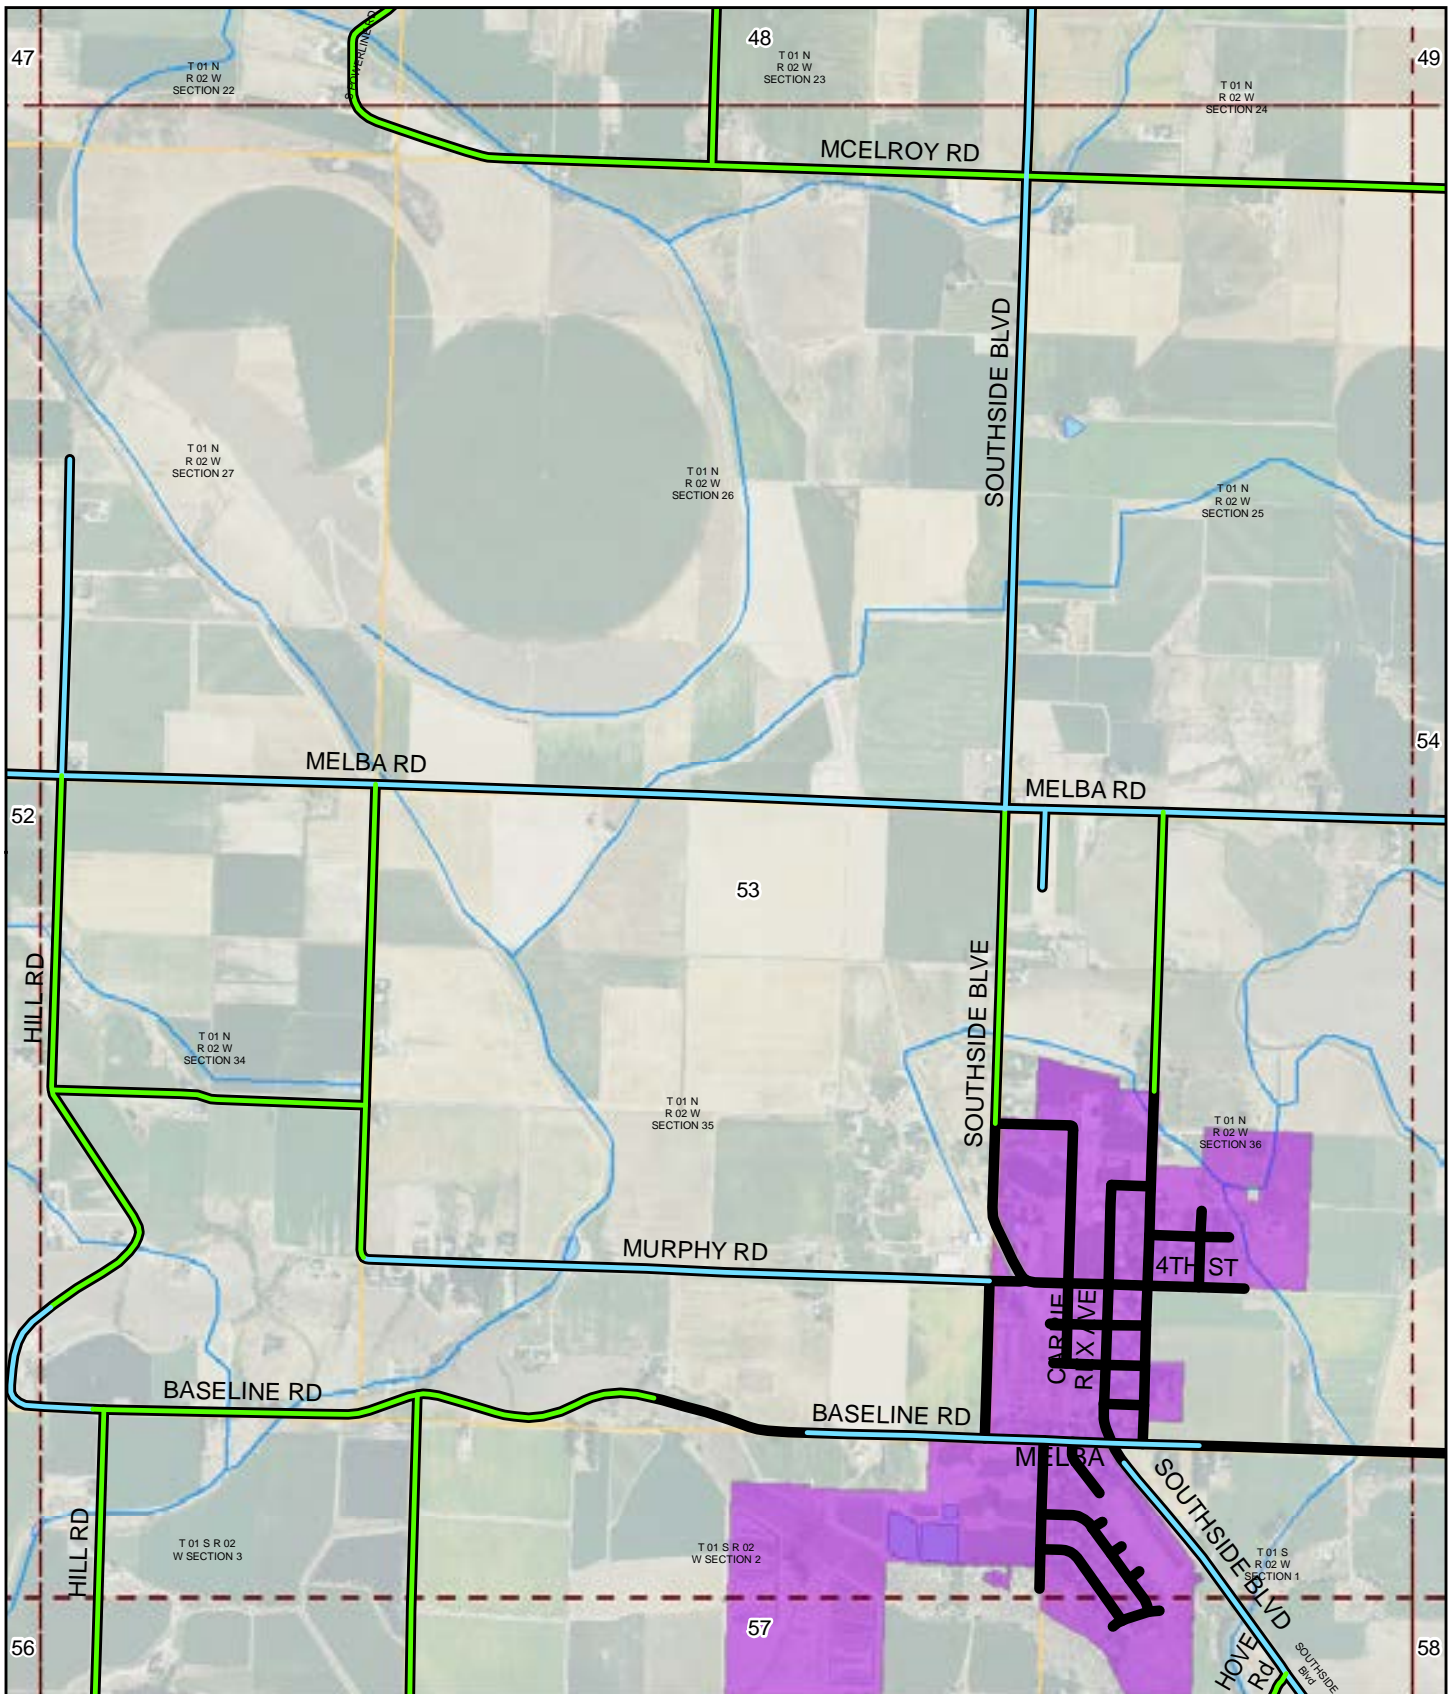 47
48
49
T 01 N
R 02 W
SECTION 22
T 01 N
R 02 W
SECTION 23
T 01 N
R 02 W
SECTION 24
MCELROY RD
SOUTHSIDE BLVD
T 01 N
R 02 W
SECTION 27
T 01 N
R 02 W
SECTION 26
T 01 N
R 02 W
SECTION 25
54
MELBA RD
MELBA RD
52
53
HILL RD
SOUTHSIDE BLVE
T 01 N
R 02 W
SECTION 34
T 01 N
R 02 W
SECTION 35
T 01 N
R 02 W
SECTION 36
MURPHY RD
4TH ST
AVE
BASELINE RD
BASELINE RD
MELBA
SOUTHSIDE BLVD
HILL RD
T 01 S R 02
W SECTION 3
T 01 S R 02
W SECTION 2
T 01 S
R 02 W
SECTION 1
56
57
58
HOVE
Rd
SOUTHSIDE
Blvd